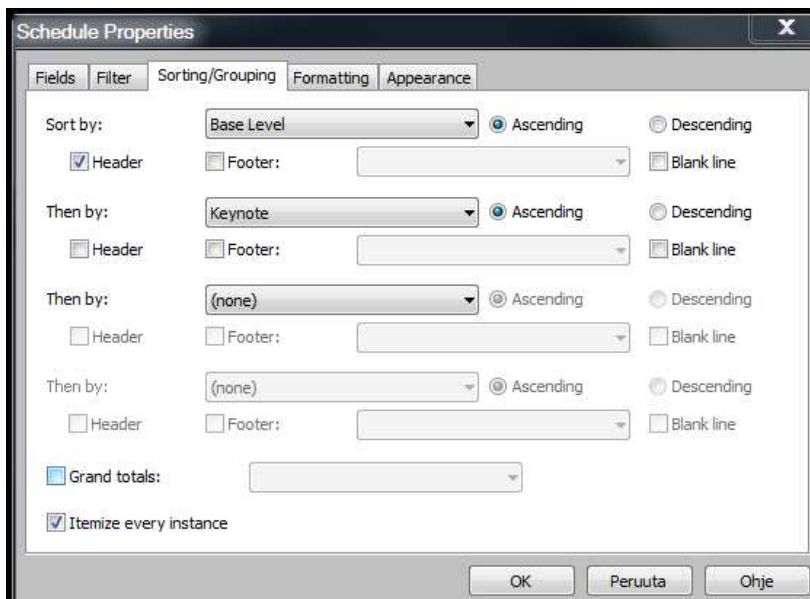 Schedule Properties
X
Fields Filter Sorting/Grouping Formatting Appearance
Sort by: Base Level Ascending Descending
Header Footer: Blank line
Then by: Keynote Ascending Descending
Header Footer: Blank line
Then by: (none) Ascending Descending
Header Footer: Blank line
Then by: (none) Ascending Descending
Header Footer: Blank line
Grand totals:
Itemize every instance
OK Peruuta Ohje